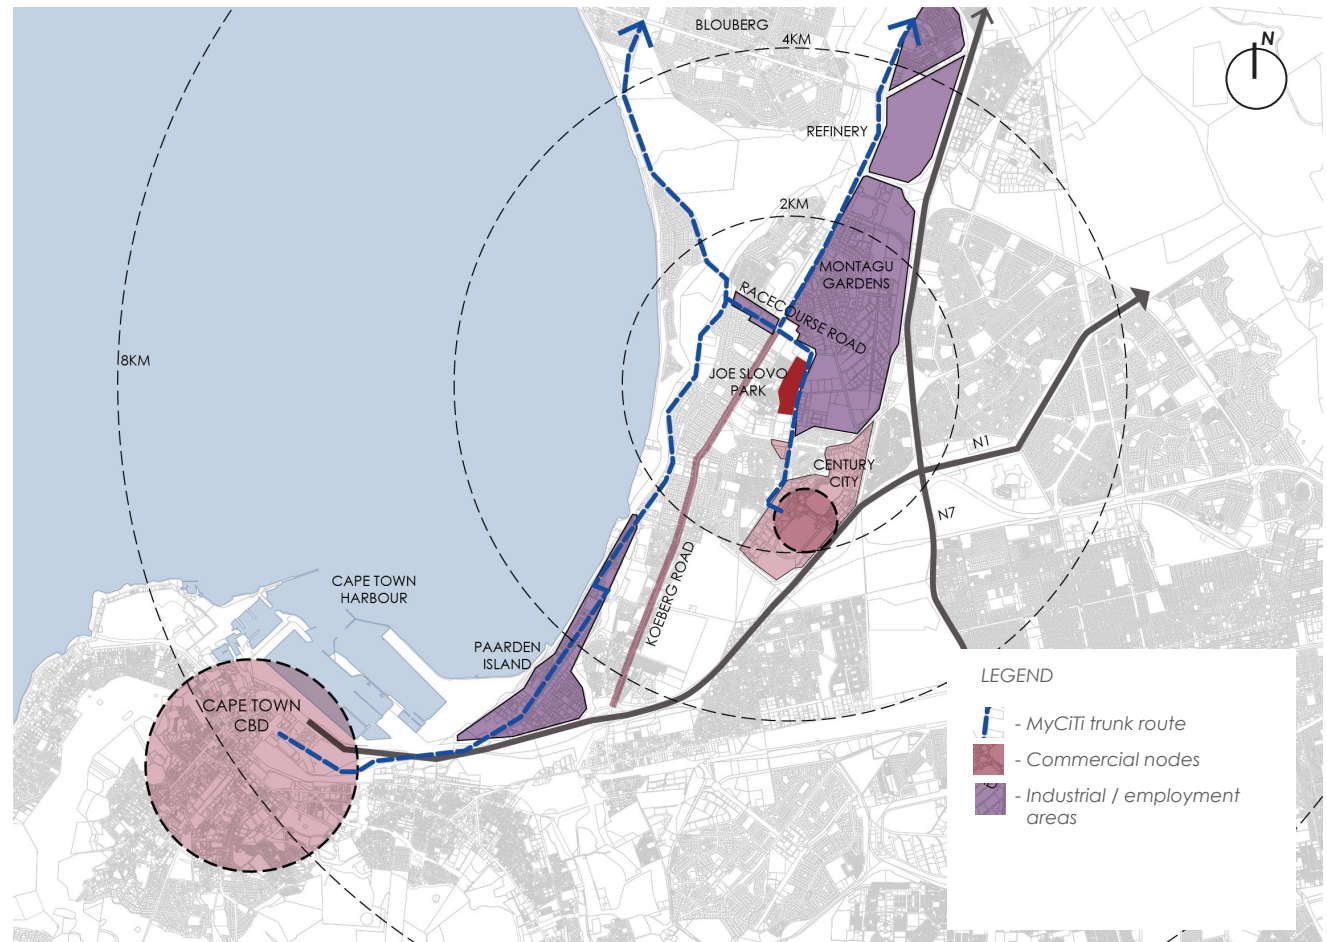 BLOUBERG
4KM
N
REFINERY
2KM
MONTAGU
GARDENS
RACECOURSE ROAD
8KM
JOE SLOVO
PARK
N1
CENTURY
CITY
N7
KOEBERG ROAD
CAPE TOWN
HARBOUR
PAARDEN
ISLAND
CAPE TOWN
CBD
LEGEND
- MyCiTi trunk route
- Commercial nodes
- Industrial / employment
areas